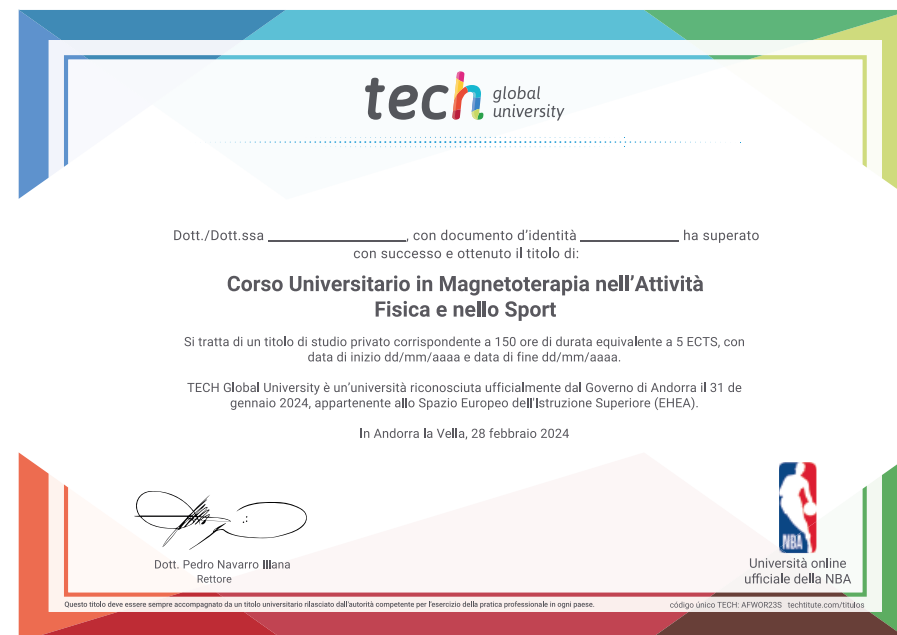 tech global university
Dott./Dott.ssa ____________________, con documento d'identità ______________ ha superato
con successo e ottenuto il titolo di:
Corso Universitario in Magnetoterapia nell'Attività
Fisica e nello Sport
Si tratta di un titolo di studio privato corrispondente a 150 ore di durata equivalente a 5 ECTS, con
data di inizio dd/mm/aaaa e data di fine dd/mm/aaaa.
TECH Global University è un'università riconosciuta ufficialmente dal Governo di Andorra il 31 de
gennaio 2024, appartenente allo Spazio Europeo dell'Istruzione Superiore (EHEA).
In Andorra la Vella, 28 febbraio 2024
Dott. Pedro Navarro Illana
Rettore
NBA
Università online
ufficiale della NBA
Questo titolo deve essere sempre accompagnato da un titolo universitario rilasciato dall'autorità competente per l'esercizio della pratica professionale in ogni paese.
código único TECH: AFWOR23S techtitute.com/titulos